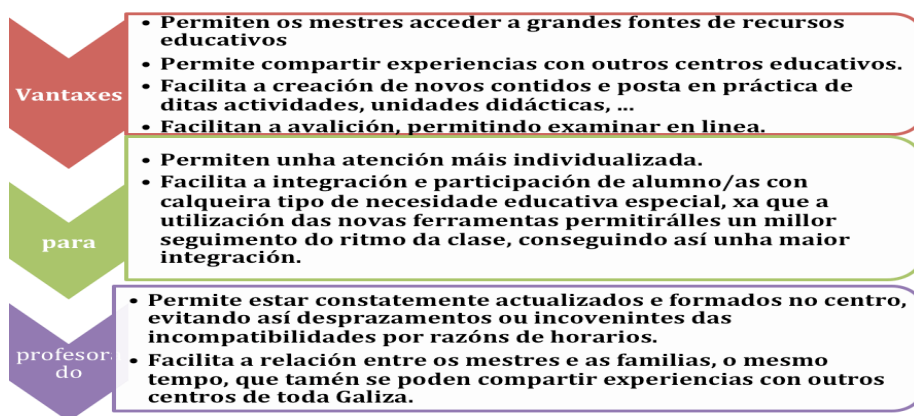 Vantaxes
• Permiten os mestres acceder a grandes fontes de recursos
educativos
• Permite compartir experiencias con outros centros educativos.
• Facilita a creación de novos contidos e posta en práctica de
ditas actividades, unidades didácticas, ...
• Facilitan a avalición, permitindo examinar en linea.
para
• Permiten unha atención máis individualizada.
• Facilita a integración e participación de alumno/as con
calqueira tipo de necesidade educativa especial, xa que a
utilización das novas ferramentas permitirálles un millor
seguimento do ritmo da clase, conseguindo así unha maior
integración.
profesora
do
• Permite estar constatemente actualizados e formados no centro,
evitando así desprazamentos ou incovenintes das
incompatibilidades por razóns de horarios.
• Facilita a relación entre os mestres e as familias, o mesmo
tempo, que tamén se poden compartir experiencias con outros
centros de toda Galiza.